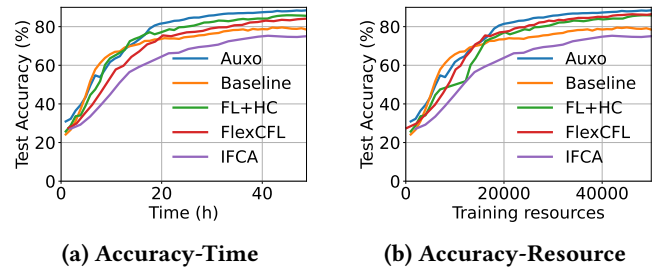 Test Accuracy (%)
80
60
40
20
0
Auxo
Baseline
FL+HC
FlexCFL
IFCA
0
20
40
Time (h)
(a) Accuracy-Time
Test Accuracy (%)
80
60
40
20
0
Auxo
Baseline
FL+HC
FlexCFL
IFCA
0
20000
40000
Training resources
(b) Accuracy-Resource